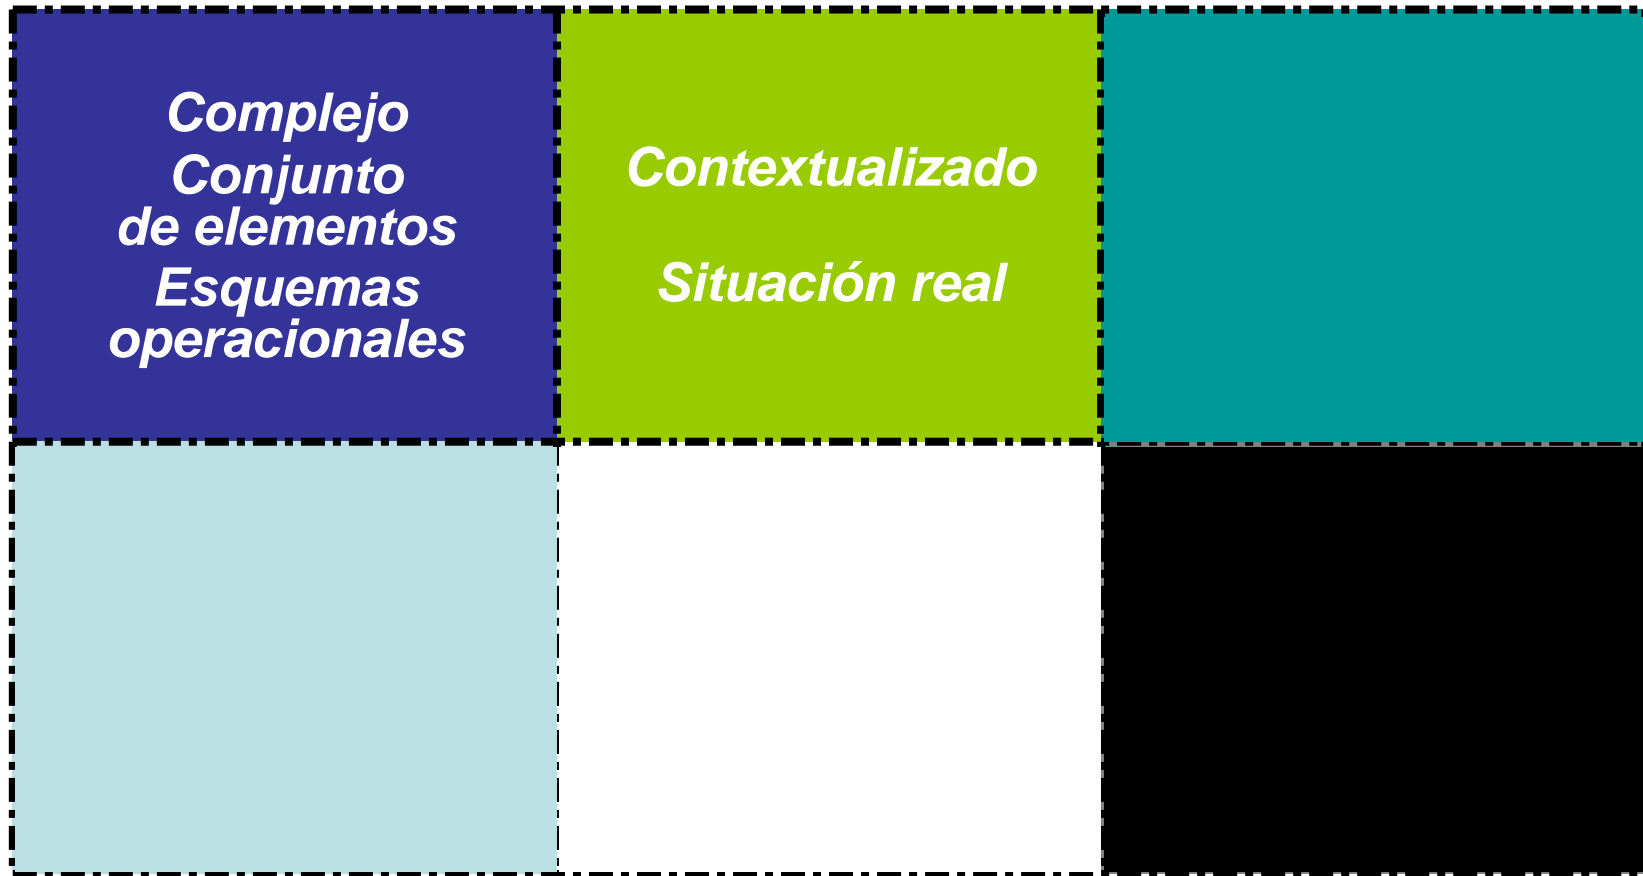 Complejo
Conjunto
de elementos
Esquemas
operacionales
Contextualizado
Situación real